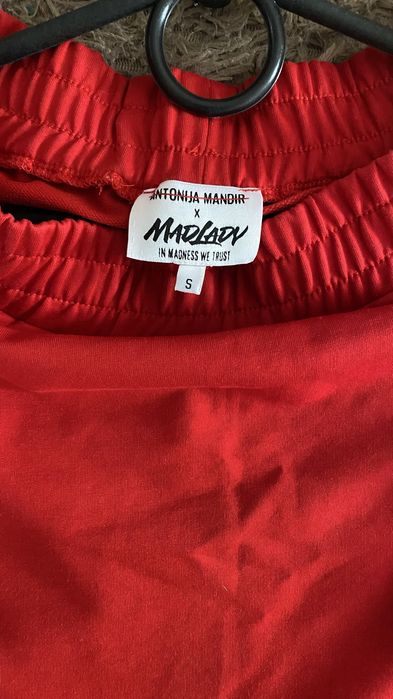 ANTONIJA MANDIR
X
MADLADY
IN MADNESS WE TRUST
S